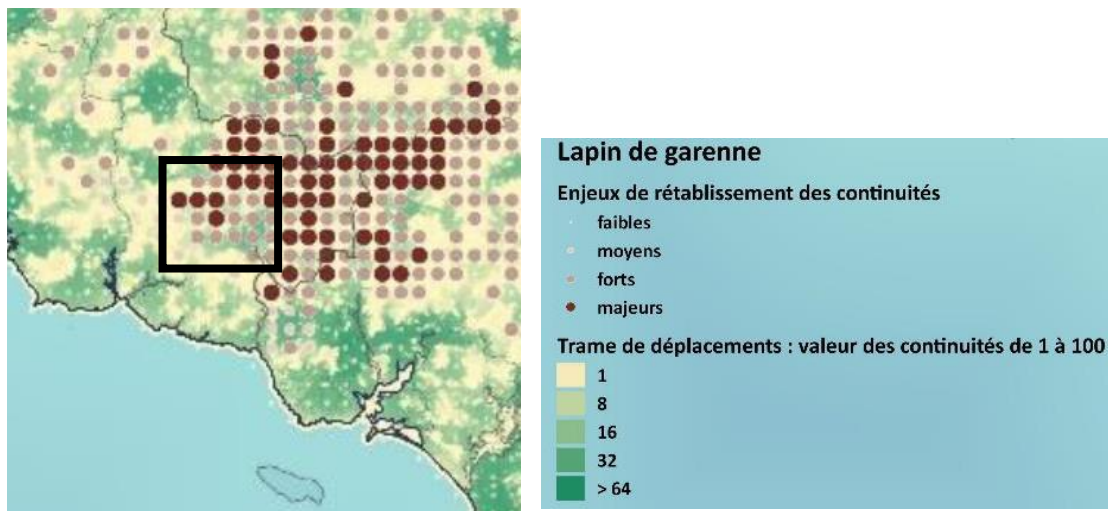 Lapin de garenne
Enjeux de rétablissement des continuités
faibles
moyens
forts
majeurs
Trame de déplacements : valeur des continuités de 1 à 100
1
8
16
32
> 64